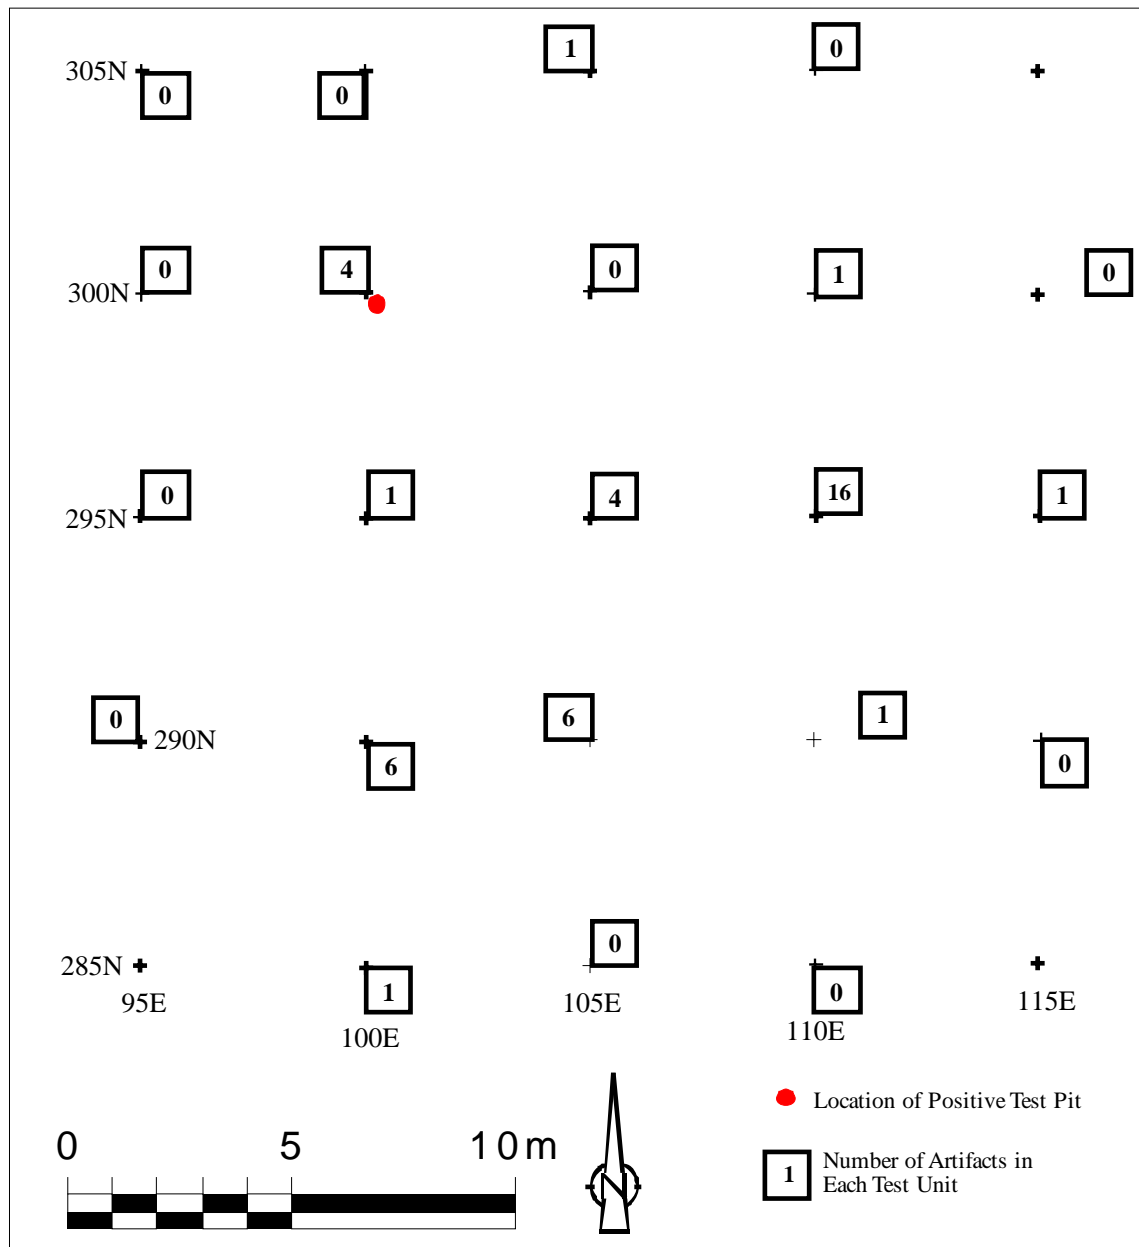 1 0
305N
0 0
0 4 0 1 0
300N
0 1 4 16 1
295N
0 6 1
290N
6 0
0
285N
95E 1 105E 0 115E
100E 110E
Location of Positive Test Pit
0 5 10m
1 Number of Artifacts in
Each Test Unit
N